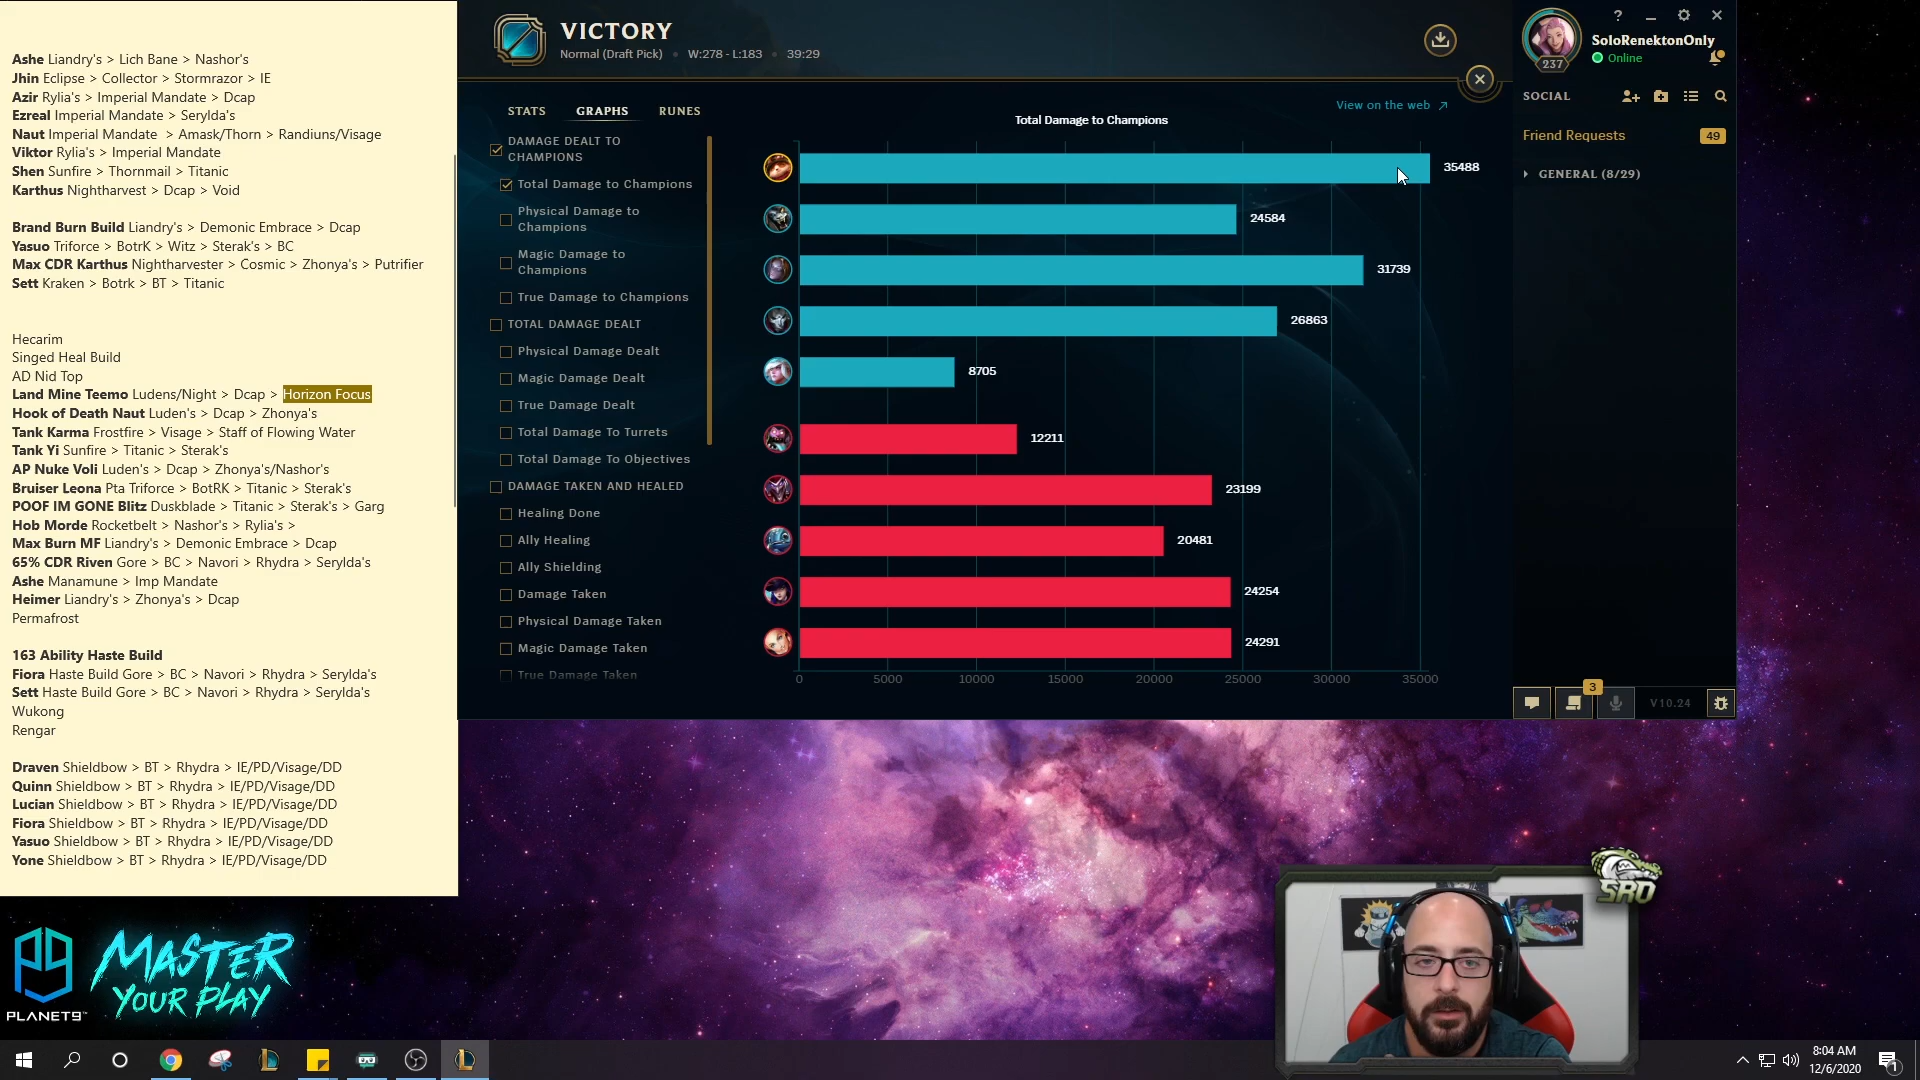 Ashe Liandry's > Lich Bane > Nashor's
Jhin Eclipse > Collector > Stormrazor > IE
Azir Rylia's > Imperial Mandate > Dcap
Ezreal Imperial Mandate > Serylda's
Naut Imperial Mandate  > Amask/Thorn > Randiuns/Visage
Viktor Rylia's > Imperial Mandate
Shen Sunfire > Thornmail > Titanic
Karthus Nightharvest > Dcap > Void
Brand Burn Build Liandry's > Demonic Embrace > Dcap
Yasuo Triforce > BotrK > Witz > Sterak's > BC
Max CDR Karthus Nightharvester > Cosmic > Zhonya's > Putrifier
Sett Kraken > Botrk > BT > Titanic
Hecarim
Singed Heal Build
AD Nid Top
Land Mine Teemo Ludens/Night > Dcap > Horizon Focus
Hook of Death Naut Luden's > Dcap > Zhonya's
Tank Karma Frostfire > Visage > Staff of Flowing Water
Tank Yi Sunfire > Titanic > Sterak's
AP Nuke Voli Luden's > Dcap > Zhonya's/Nashor's
Bruiser Leona Pta Triforce > BotRK > Titanic > Sterak's
POOF IM GONE Blitz Duskblade > Titanic > Sterak's > Garg
Hob Morde Rocketbelt > Nashor's > Rylia's >
Max Burn MF Liandry's > Demonic Embrace > Dcap
65% CDR Riven Gore > BC > Navori > Rhydra > Serylda's
Ashe Manamune > Imp Mandate
Heimer Liandry's > Zhonya's > Dcap
Permafrost
163 Ability Haste Build
Fiora Haste Build Gore > BC > Navori > Rhydra > Serylda's
Sett Haste Build Gore > BC > Navori > Rhydra > Serylda's
Wukong
Rengar
Draven Shieldbow > BT > Rhydra > IE/PD/Visage/DD
Quinn Shieldbow > BT > Rhydra > IE/PD/Visage/DD
Lucian Shieldbow > BT > Rhydra > IE/PD/Visage/DD
Fiora Shieldbow > BT > Rhydra > IE/PD/Visage/DD
Yasuo Shieldbow > BT > Rhydra > IE/PD/Visage/DD
Yone Shieldbow > BT > Rhydra > IE/PD/Visage/DD
VICTORY
Normal (Draft Pick) • W:278 - L:183 • 39:29
STATS GRAPHS RUNES
View on the web
DAMAGE DEALT TO
CHAMPIONS
Total Damage to Champions
Physical Damage to
Champions
Magic Damage to
Champions
True Damage to Champions
TOTAL DAMAGE DEALT
Physical Damage Dealt
Magic Damage Dealt
True Damage Dealt
Total Damage To Turrets
Total Damage To Objectives
DAMAGE TAKEN AND HEALED
Healing Done
Ally Healing
Ally Shielding
Damage Taken
Physical Damage Taken
Magic Damage Taken
True Damage Taken
Total Damage to Champions
35488
24584
31739
26863
8705
12211
23199
20481
24254
24291
0 5000 10000 15000 20000 25000 30000 35000
?
237
SoloRenektonOnly
Online
SOCIAL
Friend Requests 49
GENERAL (8/29)
3
V10.24
PLANET9™
MASTER
YOUR PLAY
SRO
8:04 AM
12/6/2020
1